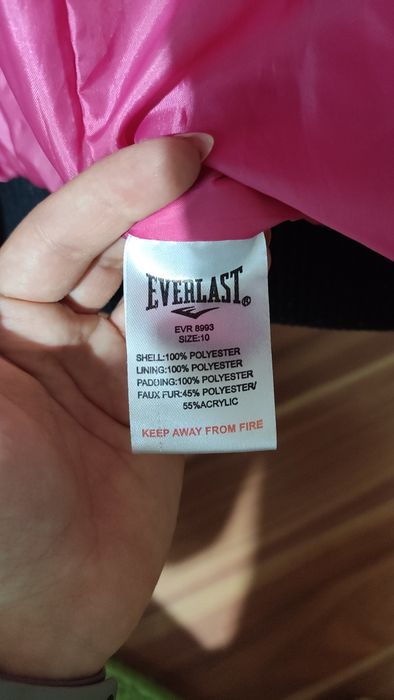 EVERLAST®
EVR 8993
SIZE:10
SHELL:100% POLYESTER
LINING:100% POLYESTER
PADDING:100% POLYESTER
FAUX FUR:45% POLYESTER/
55%ACRYLIC
KEEP AWAY FROM FIRE